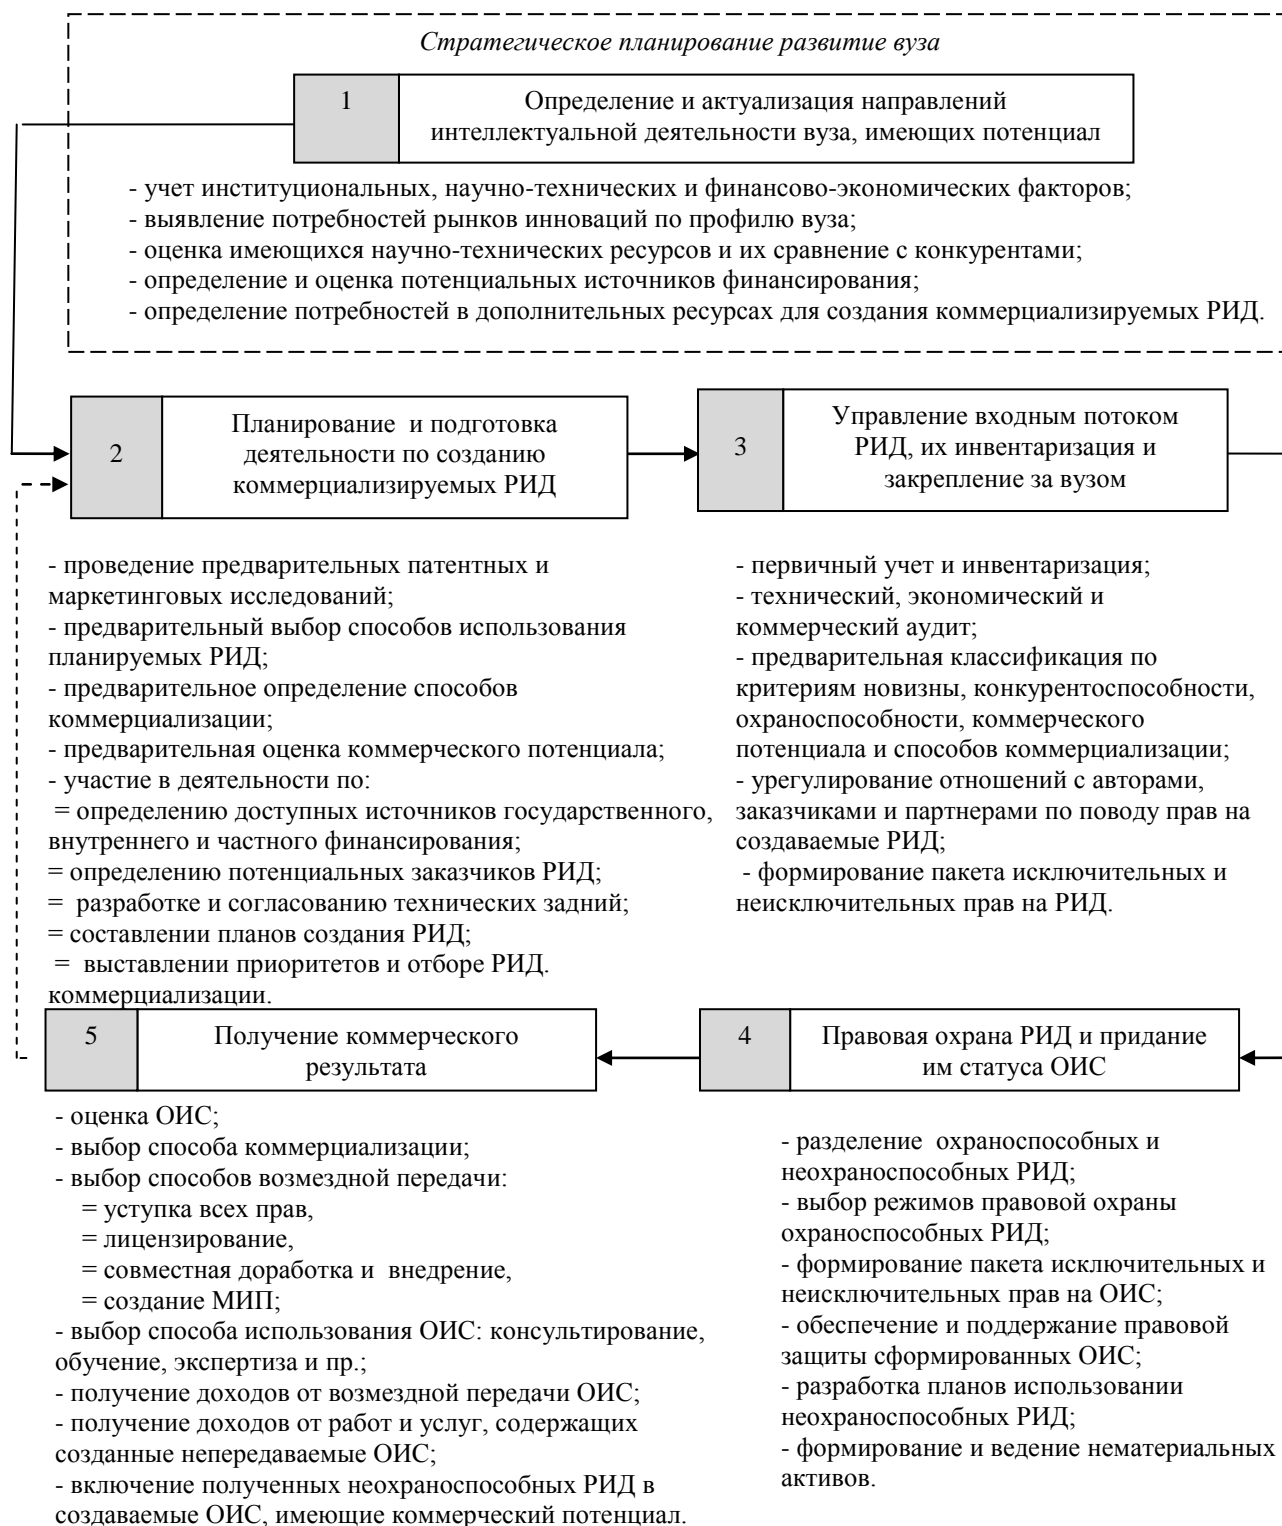 Стратегическое планирование развитие вуза
1
Определение и актуализация направлений
интеллектуальной деятельности вуза, имеющих потенциал
- учет институциональных, научно-технических и финансово-экономических факторов;
- выявление потребностей рынков инноваций по профилю вуза;
- оценка имеющихся научно-технических ресурсов и их сравнение с конкурентами;
- определение и оценка потенциальных источников финансирования;
- определение потребностей в дополнительных ресурсах для создания коммерциализируемых РИД.
2
Планирование и подготовка
деятельности по созданию
коммерциализируемых РИД
3
Управление входным потоком
РИД, их инвентаризация и
закрепление за вузом
- проведение предварительных патентных и
маркетинговых исследований;
- предварительный выбор способов использования
планируемых РИД;
- предварительное определение способов
коммерциализации;
- предварительная оценка коммерческого потенциала;
- участие в деятельности по:
= определению доступных источников государственного,
внутреннего и частного финансирования;
= определению потенциальных заказчиков РИД;
= разработке и согласованию технических задний;
= составлении планов создания РИД;
= выставлении приоритетов и отборе РИД.
коммерциализации.
- первичный учет и инвентаризация;
- технический, экономический и
коммерческий аудит;
- предварительная классификация по
критериям новизны, конкурентоспособности,
охраноспособности, коммерческого
потенциала и способов коммерциализации;
- урегулирование отношений с авторами,
заказчиками и партнерами по поводу прав на
создаваемые РИД;
- формирование пакета исключительных и
неисключительных прав на РИД.
5
Получение коммерческого
результата
4
Правовая охрана РИД и придание
им статуса ОИС
- оценка ОИС;
- выбор способа коммерциализации;
- выбор способов возмездной передачи:
= уступка всех прав,
= лицензирование,
= совместная доработка и внедрение,
= создание МИП;
- выбор способа использования ОИС: консультирование,
обучение, экспертиза и пр.;
- получение доходов от возмездной передачи ОИС;
- получение доходов от работ и услуг, содержащих
созданные непередаваемые ОИС;
- включение полученных неохраноспособных РИД в
создаваемые ОИС, имеющие коммерческий потенциал.
- разделение охраноспособных и
неохраноспособных РИД;
- выбор режимов правовой охраны
охраноспособных РИД;
- формирование пакета исключительных и
неисключительных прав на ОИС;
- обеспечение и поддержание правовой
защиты сформированных ОИС;
- разработка планов использовании
неохраноспособных РИД;
- формирование и ведение нематериальных
активов.